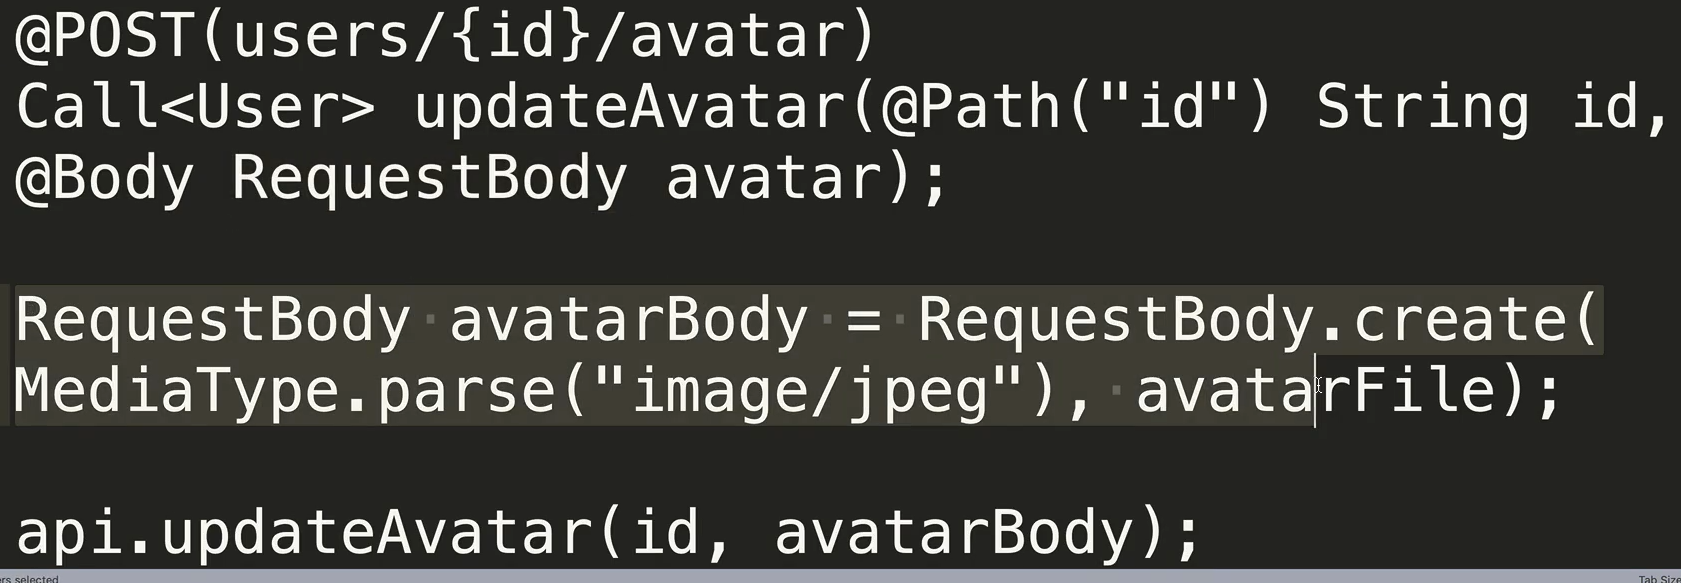 @POST(users/{id}/avatar)
Call<User> updateAvatar(@Path("id") String id,
@Body RequestBody avatar);
RequestBody avatarBody = RequestBody.create(
MediaType.parse("image/jpeg"), avatarFile);
api.updateAvatar(id, avatarBody);
selected
Tab Size